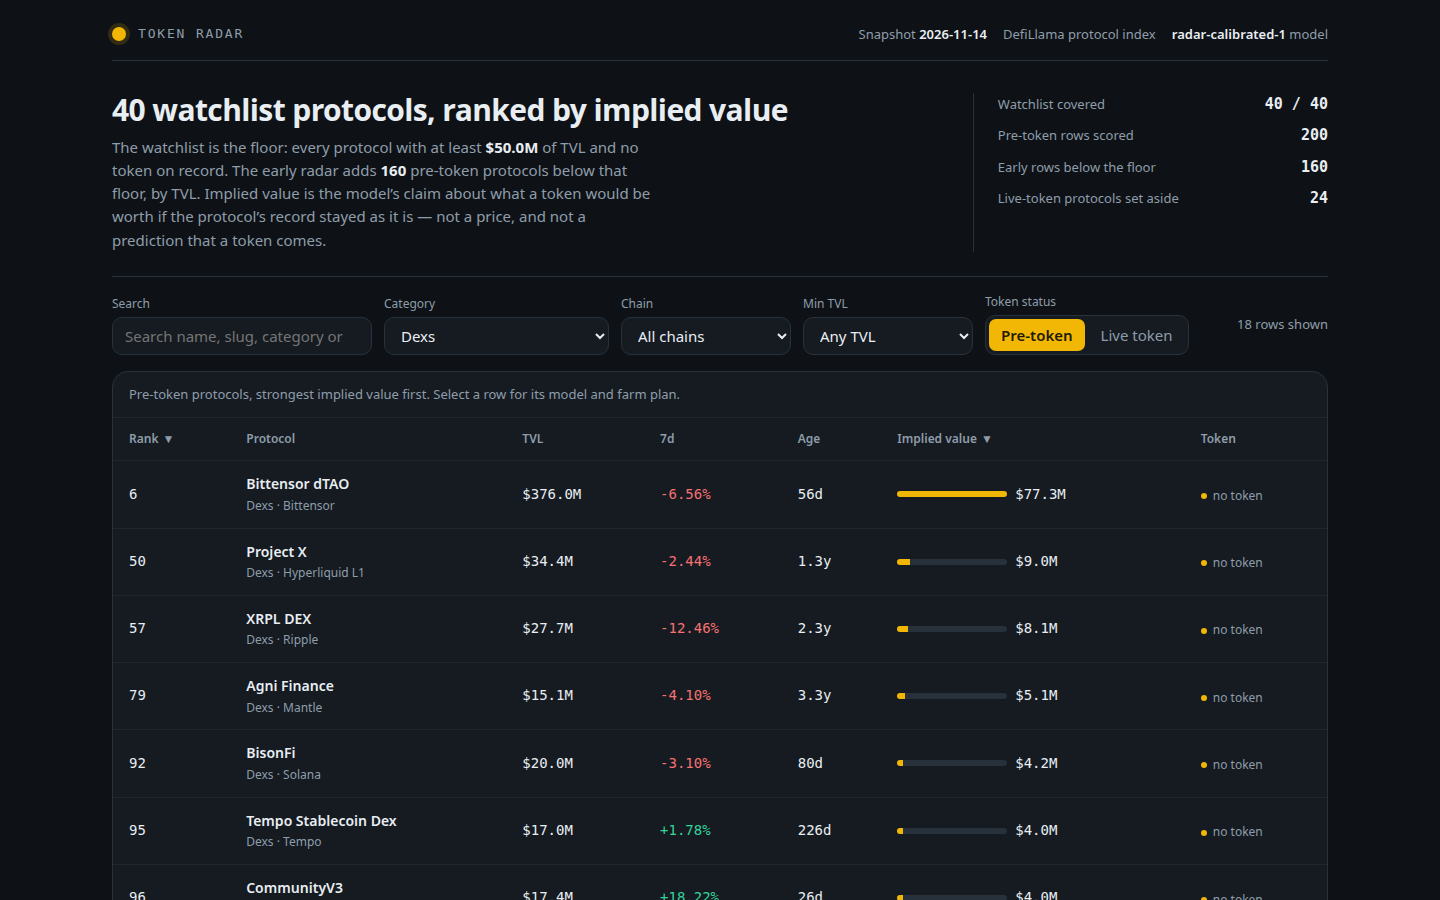 TOKEN RADAR
Snapshot 2026-11-14 DefiLlama protocol index radar-calibrated-1 model
40 watchlist protocols, ranked by implied value
The watchlist is the floor: every protocol with at least $50.0M of TVL and no
token on record. The early radar adds 160 pre-token protocols below that
floor, by TVL. Implied value is the model’s claim about what a token would be
worth if the protocol’s record stayed as it is — not a price, and not a
prediction that a token comes.
Watchlist covered 40 / 40
Pre-token rows scored 200
Early rows below the floor 160
Live-token protocols set aside 24
Search Category Chain Min TVL Token status
Search name, slug, category or Dexs All chains Any TVL Pre-token Live token 18 rows shown
Pre-token protocols, strongest implied value first. Select a row for its model and farm plan.
Rank ▼ Protocol TVL 7d Age Implied value ▼ Token
6 Bittensor dTAO $376.0M -6.56% 56d $77.3M no token
Dexs · Bittensor
50 Project X $34.4M -2.44% 1.3y $9.0M no token
Dexs · Hyperliquid L1
57 XRPL DEX $27.7M -12.46% 2.3y $8.1M no token
Dexs · Ripple
79 Agni Finance $15.1M -4.10% 3.3y $5.1M no token
Dexs · Mantle
92 BisonFi $20.0M -3.10% 80d $4.2M no token
Dexs · Solana
95 Tempo Stablecoin Dex $17.0M +1.78% 226d $4.0M no token
Dexs · Tempo
96 CommunityV3 $17.4M +18.22% 26d $4.0M no token